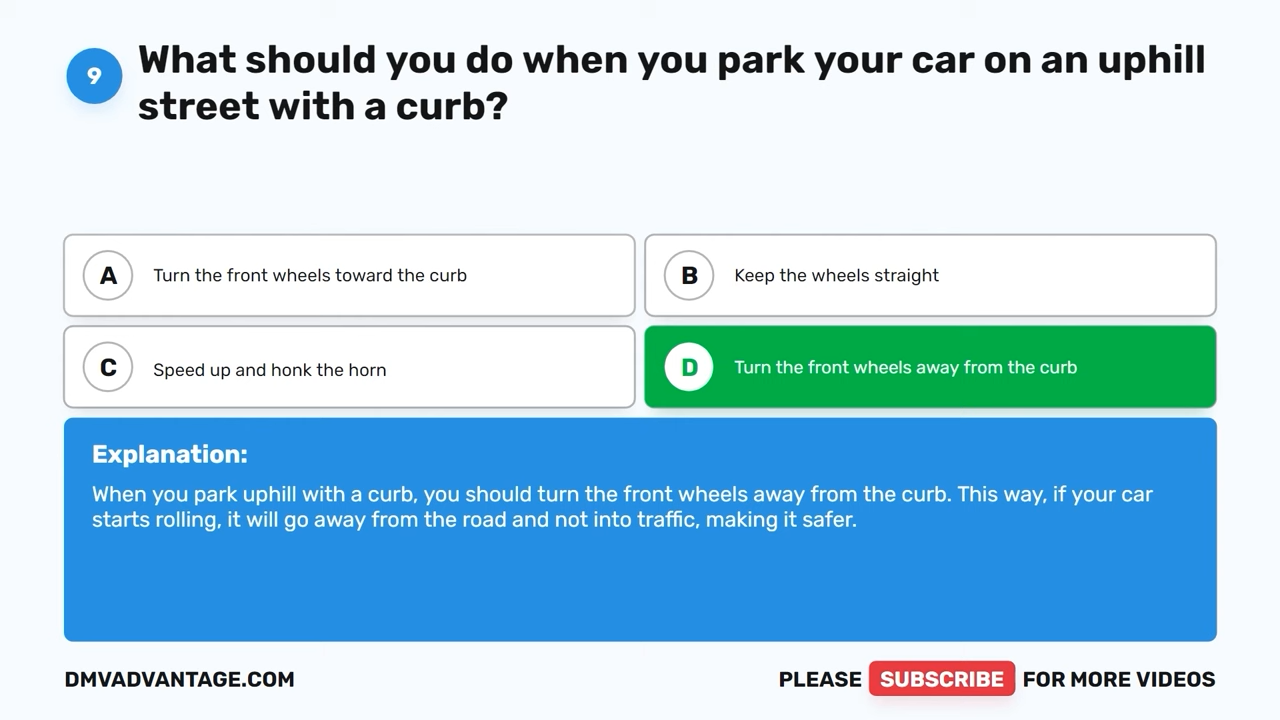 9
What should you do when you park your car on an uphill
street with a curb?
A
Turn the front wheels toward the curb
B
Keep the wheels straight
C
Speed up and honk the horn
D
Turn the front wheels away from the curb
Explanation:
When you park uphill with a curb, you should turn the front wheels away from the curb. This way, if your car
starts rolling, it will go away from the road and not into traffic, making it safer.
DMVADVANTAGE.COM
PLEASE SUBSCRIBE FOR MORE VIDEOS